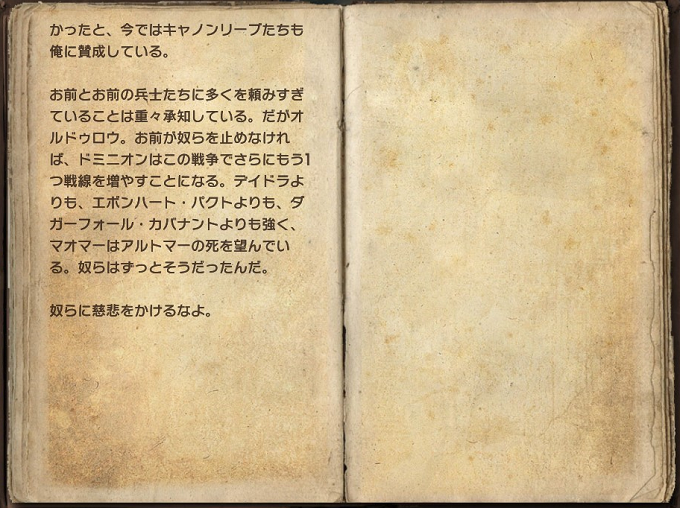 かったと、今ではキャノンリーブたちも
俺に賛成している。
お前とお前の兵士たちに多くを頼みすぎ
ていることは重々承知している。だがオ
ルドゥロウ。お前が奴らを止めなけれ
ば、ドミニオンはこの戦争でさらにもう1
つ戦線を増やすことになる。デイドラよ
りも、エボンハート・パクトよりも、ダ
ガーフォール・カバナントよりも強く、
マオマーはアルトマーの死を望んでい
る。奴らはずっとそうだったんだ。
奴らに慈悲をかけるなよ。